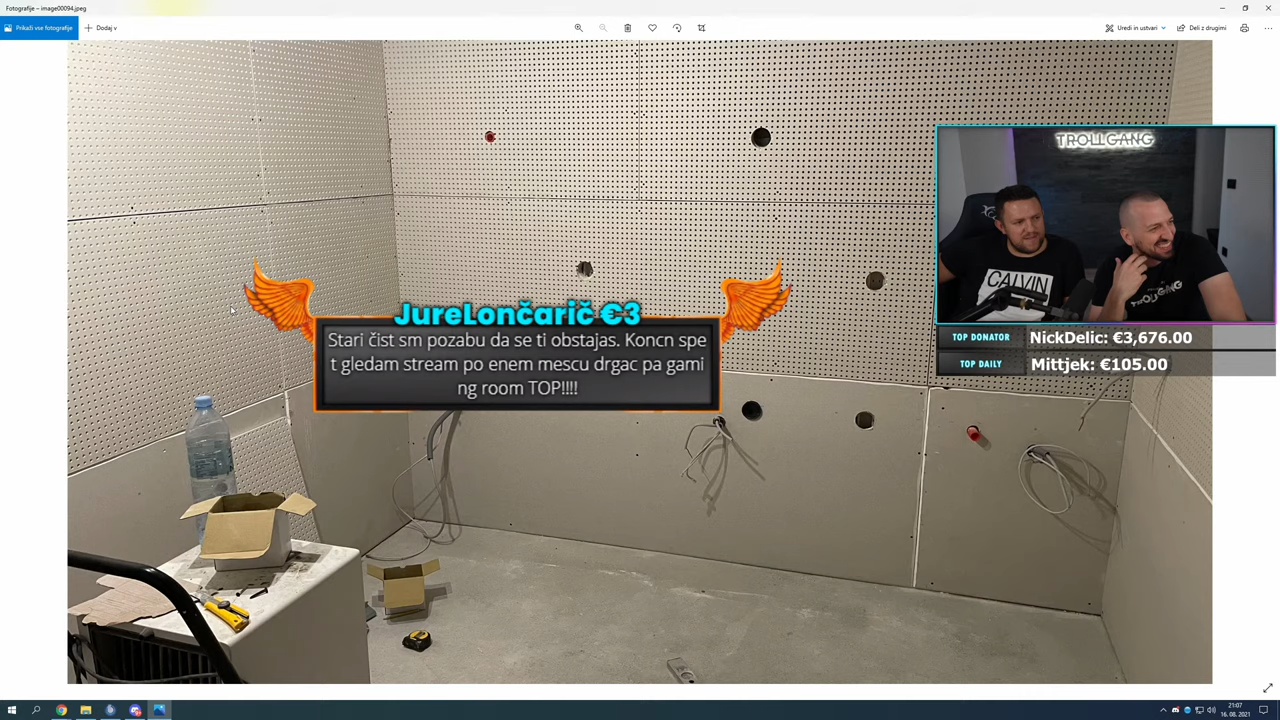 Fotografije – image00094.jpeg
Prikaži vse fotografije
Dodaj
Uredi in ustvari
Deli z drugimi
TROLLGANG
CALVIN
TROLLGANG
JureLončarič €3
Stari čist sm pozabu da se ti obstajas. Koncn spe
t gledam stream po enem mescu drgac pa gami
ng room TOP!!!!
TOP DONATOR NickDelic: €3,676.00
TOP DAILY Mittjek: €105.00
21:07
16. 08. 2021